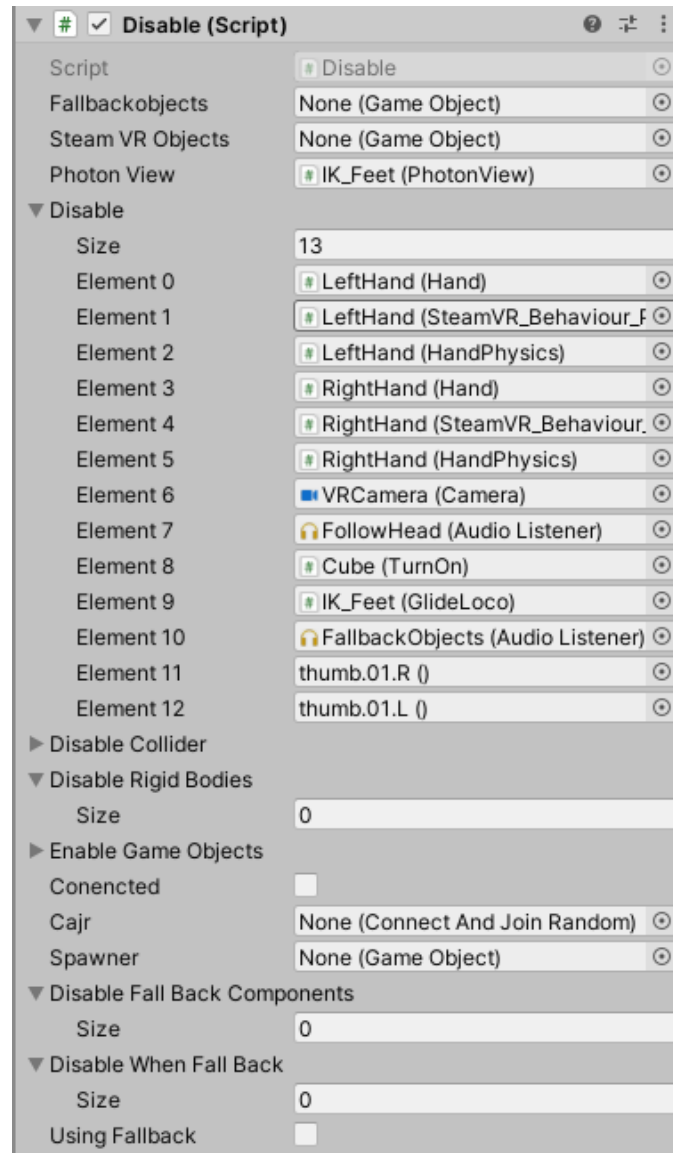 Disable (Script)
Script Disable
Fallbackobjects None (Game Object)
Steam VR Objects None (Game Object)
Photon View IK_Feet (PhotonView)
Disable
Size 13
Element 0 LeftHand (Hand)
Element 1 LeftHand (SteamVR_Behaviour_
Element 2 LeftHand (HandPhysics)
Element 3 RightHand (Hand)
Element 4 RightHand (SteamVR_Behaviour_
Element 5 RightHand (HandPhysics)
Element 6 VRCamera (Camera)
Element 7 FollowHead (Audio Listener)
Element 8 Cube (TurnOn)
Element 9 IK_Feet (GlideLoco)
Element 10 FallbackObjects (Audio Listener)
Element 11 thumb.01.R ()
Element 12 thumb.01.L ()
Disable Collider
Disable Rigid Bodies
Size 0
Enable Game Objects
Conencted
Cajr None (Connect And Join Random)
Spawner None (Game Object)
Disable Fall Back Components
Size 0
Disable When Fall Back
Size 0
Using Fallback